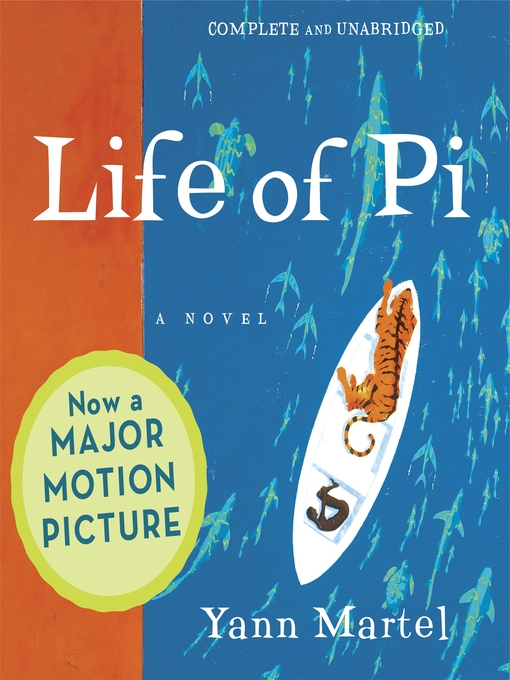 COMPLETE AND UNABRIDGED
Life of Pi
A NOVEL
Now a
MAJOR
MOTION
PICTURE
Yann Martel